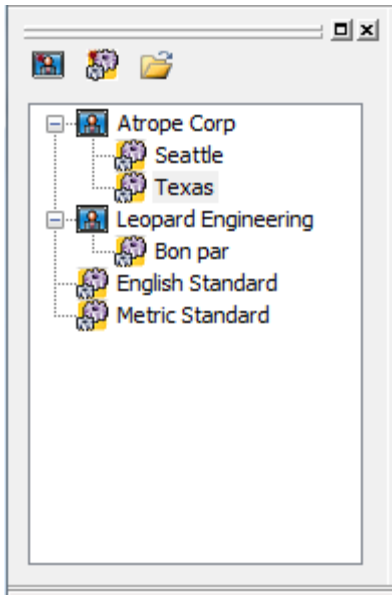 Atrope Corp
Seattle
Texas
Leopard Engineering
Bon par
English Standard
Metric Standard